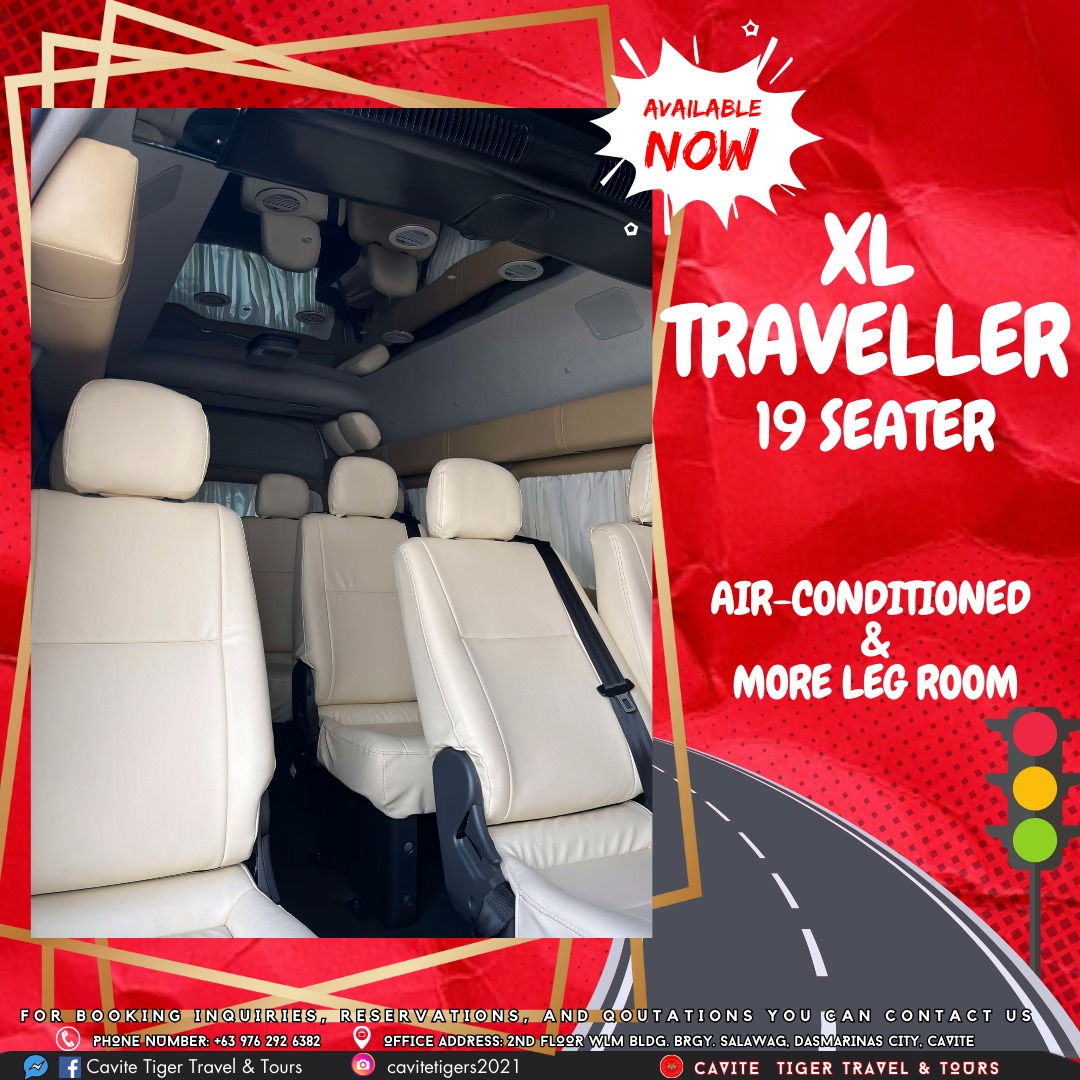 AVAILABLE
NOW
XL
TRAVELLER
19 SEATER
AIR-CONDITIONED
&
MORE LEG ROOM
FOR BOOKING INQUIRIES, RESERVATIONS, AND QOUTATIONS YOU CAN CONTACT US
PHONE NUMBER: +63 976 292 6382 OFFICE ADDRESS: 2ND FLOOR WLM BLDG. BRGY. SALAWAG, DASMARINAS CITY, CAVITE
Cavite Tiger Travel & Tours cavitetigers2021 CAVITE TIGER TRAVEL & TOURS